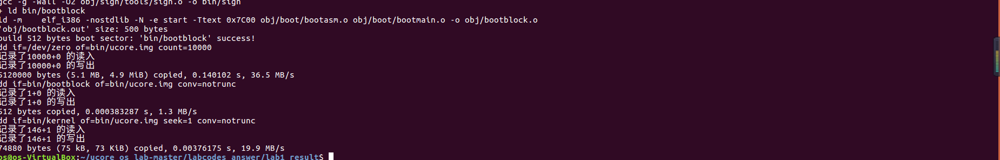 gcc -g -Wall -O2 obj/sign/tools/sign.o -o bin/sign
+ ld bin/bootblock
ld -m    elf_i386 -nostdlib -N -e start -Ttext 0x7C00 obj/boot/bootasm.o obj/boot/bootmain.o -o obj/bootblock.o
'obj/bootblock.out' size: 500 bytes
build 512 bytes boot sector: 'bin/bootblock' success!
dd if=/dev/zero of=bin/ucore.img count=10000
记录了10000+0 的读入
记录了10000+0 的写出
5120000 bytes (5.1 MB, 4.9 MiB) copied, 0.140102 s, 36.5 MB/s
dd if=bin/bootblock of=bin/ucore.img conv=notrunc
记录了1+0 的读入
记录了1+0 的写出
512 bytes copied, 0.000383287 s, 1.3 MB/s
dd if=bin/kernel of=bin/ucore.img seek=1 conv=notrunc
记录了146+1 的读入
记录了146+1 的写出
74880 bytes (75 kB, 73 KiB) copied, 0.00376175 s, 19.9 MB/s
os@os-VirtualBox:~/ucore_os_lab-master/labcodes_answer/lab1_result$